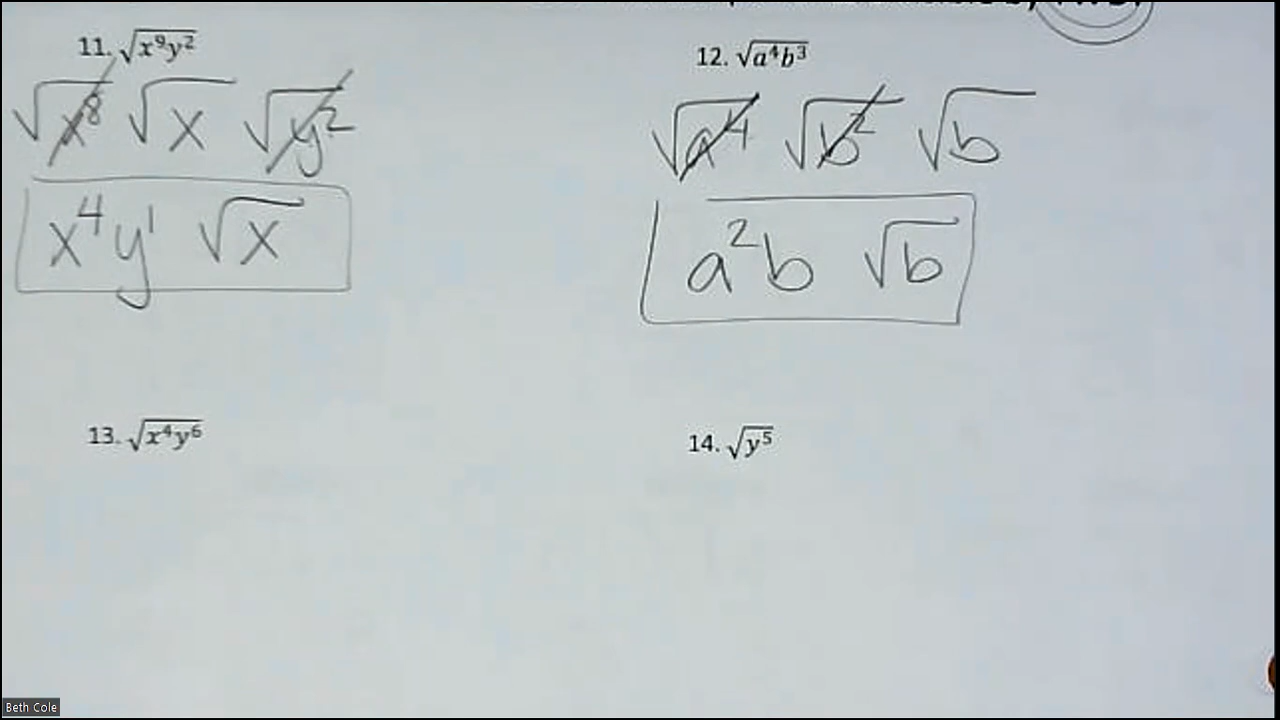 11. √x⁹y²
12. √a⁴b³
√x⁸ √x √y²
√a⁴ √b² √b
x⁴y¹ √x
a²b √b
13. √x⁴y⁶
14. √y⁵
Beth Cole